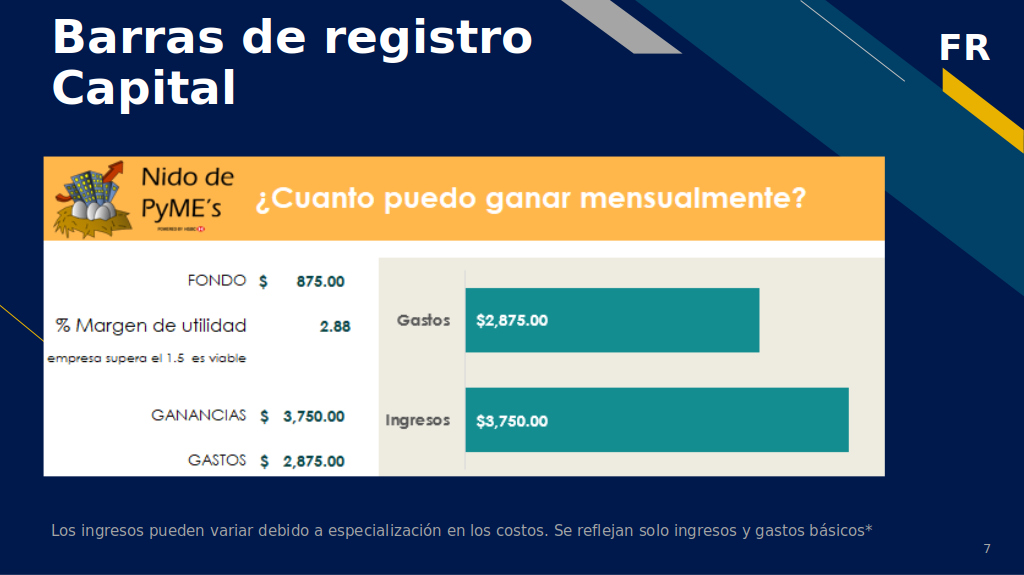 Barras de registro
Capital
FR
Nido de
PyME´s
POWERED BY HSBC
¿Cuanto puedo ganar mensualmente?
FONDO $ 875.00
% Margen de utilidad 2.88
empresa supera el 1.5 es viable
GANANCIAS $ 3,750.00
GASTOS $ 2,875.00
Gastos $2,875.00
Ingresos $3,750.00
Los ingresos pueden variar debido a especialización en los costos. Se reflejan solo ingresos y gastos básicos*
7